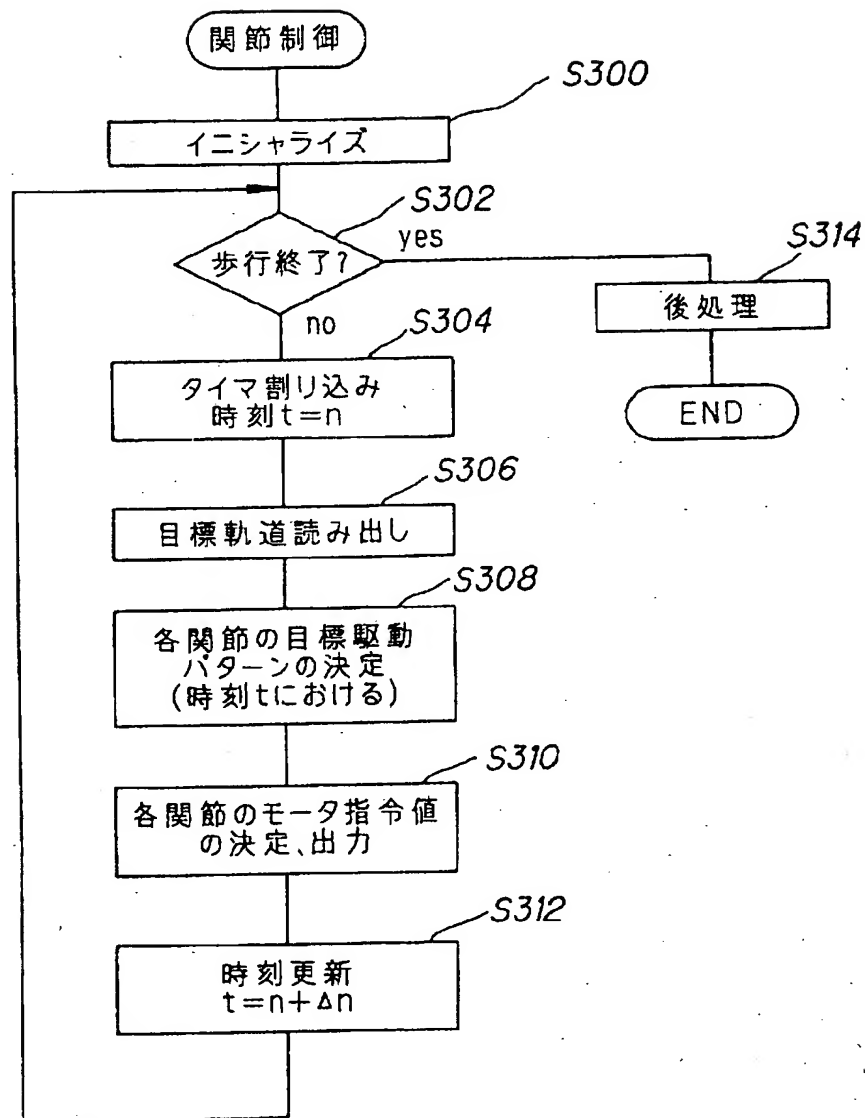 関節制御
S300
イニシャライズ
S302
歩行終了?
yes
S314
後処理
END
no
S304
タイマ割り込み
時刻t=n
S306
目標軌道読み出し
S308
各関節の目標駆動
パターンの決定
(時刻tにおける)
S310
各関節のモータ指令値
の決定、出力
S312
時刻更新
t=n+Δn